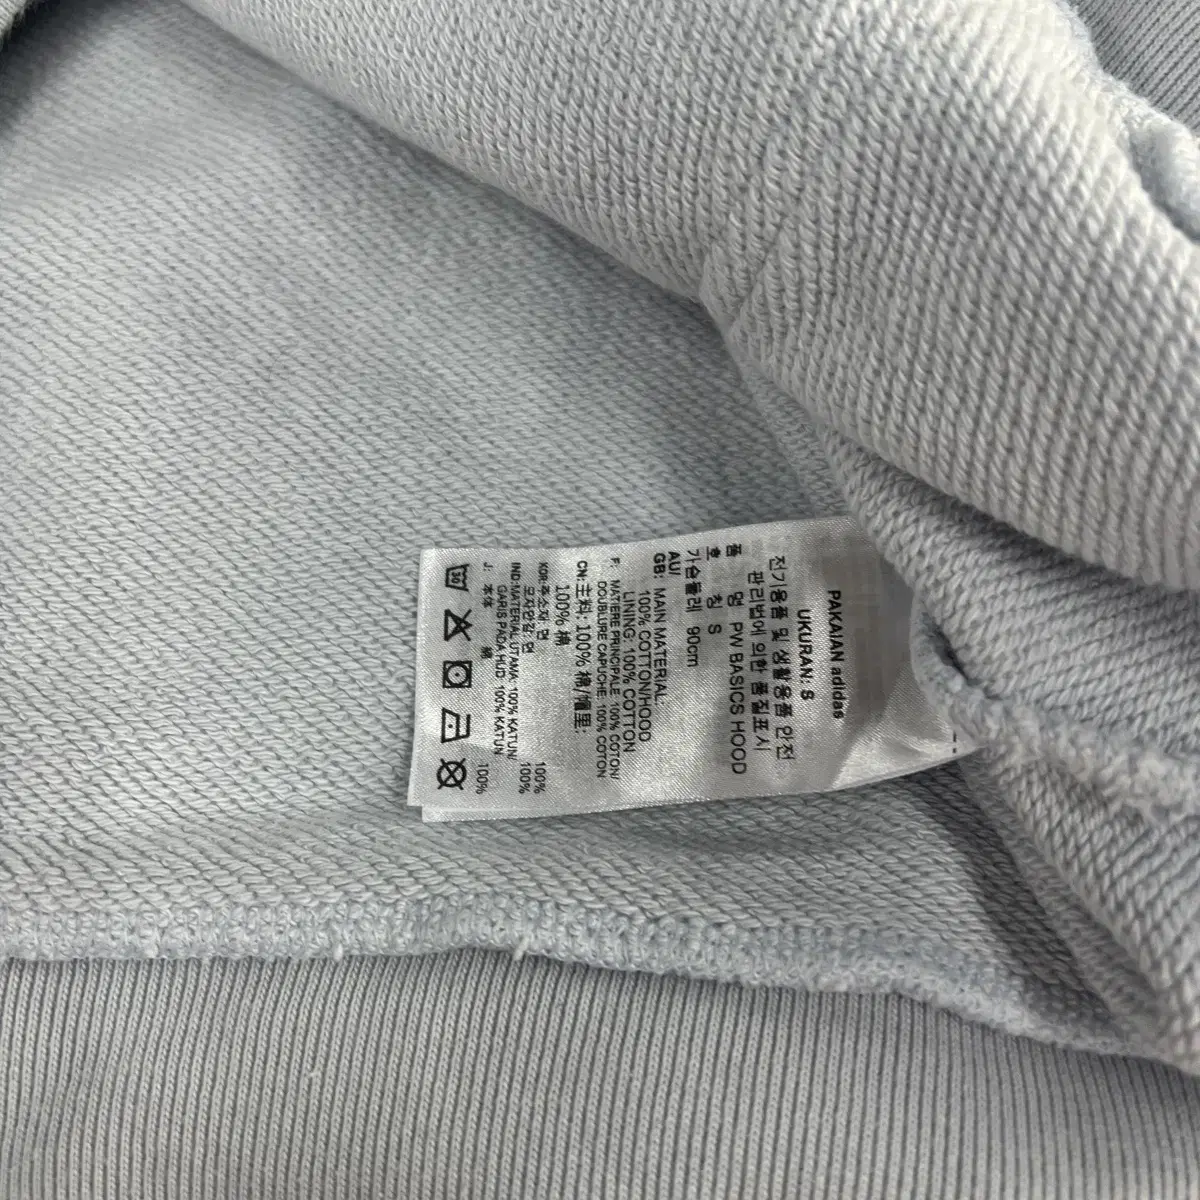 PAKAIAN adidas
UKURAN: S
전기용품 및 생활용품 안전
관리법에 의한 품질표시
품 명 PW BASICS HOOD
호 칭 S
가슴둘레 90cm
AU/
GB: MAIN MATERIAL:
100% COTTON/HOOD
LINING: 100% COTTON
F: MATIERE PRINCIPALE: 100% COTON/
DOUBLURE CAPUCHE: 100% COTON
CN:主料: 100% 棉/帽里:
100% 棉
KOR:주소재: 면 100%
모자안감: 면 100%
IND:MATERIAL UTAMA: 100% KATUN/
GARIS PADA HUD: 100% KATUN
J: 本体 綿 100%
30